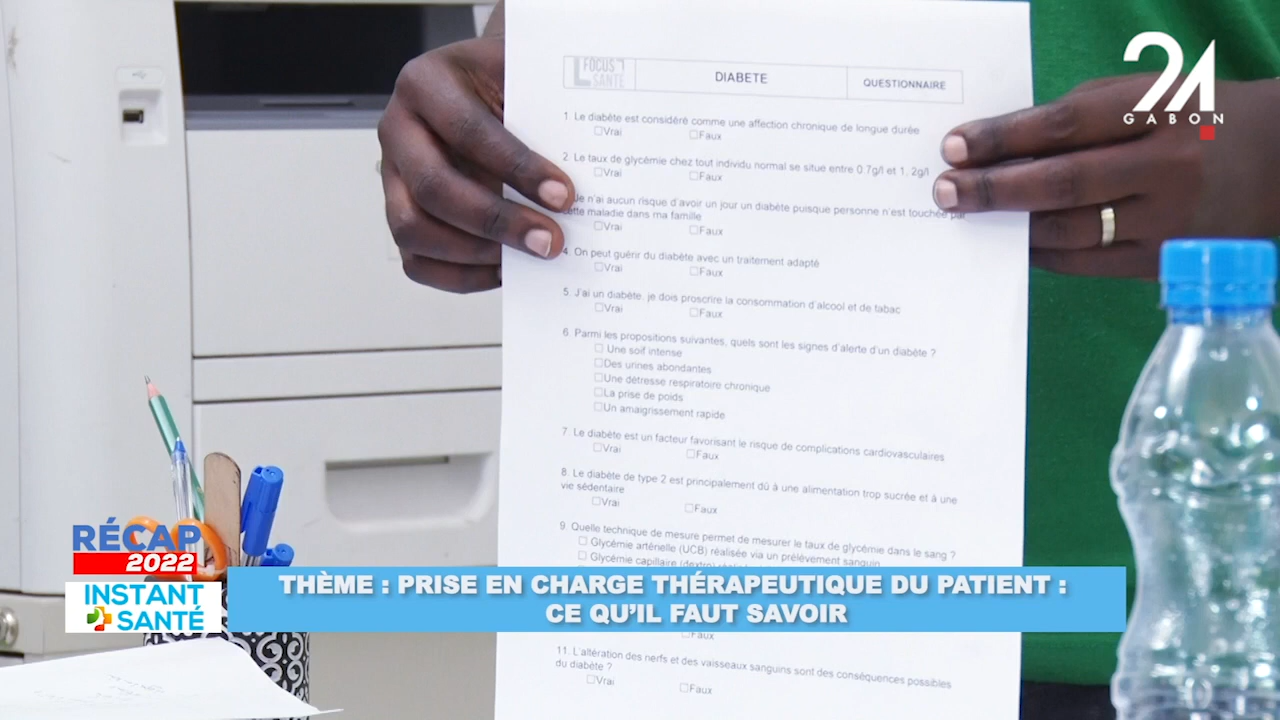 24
GABON
FOCUS
SANTÉ
DIABETE
QUESTIONNAIRE
1 Le diabète est considéré comme une affection chronique de longue durée
Vrai Faux
2. Le taux de glycémie chez tout individu normal se situe entre 0.7g/l et 1, 2g/l
Vrai Faux
Je n'ai aucun risque d'avoir un jour un diabète puisque personne n'est touchée par
cette maladie dans ma famille
Vrai Faux
4. On peut guérir du diabète avec un traitement adapté
Vrai Faux
5. J'ai un diabète, je dois proscrire la consommation d'alcool et de tabac
Vrai Faux
6. Parmi les propositions suivantes, quels sont les signes d'alerte d'un diabète ?
Une soif intense
Des urines abondantes
Une détresse respiratoire chronique
La prise de poids
Un amaigrissement rapide
7. Le diabète est un facteur favorisant le risque de complications cardiovasculaires
Vrai Faux
8. Le diabète de type 2 est principalement dû à une alimentation trop sucrée et à une
vie sédentaire
Vrai Faux
9. Quelle technique de mesure permet de mesurer le taux de glycémie dans le sang ?
Glycémie artérielle (UCB) réalisée via un prélèvement sanguin
Glycémie capillaire (dextro)
Faux
11. L'altération des nerfs et des vaisseaux sanguins sont des conséquences possibles
du diabète ?
Vrai Faux
RÉCAP
2022
INSTANT
SANTÉ
THÈME : PRISE EN CHARGE THÉRAPEUTIQUE DU PATIENT :
CE QU'IL FAUT SAVOIR